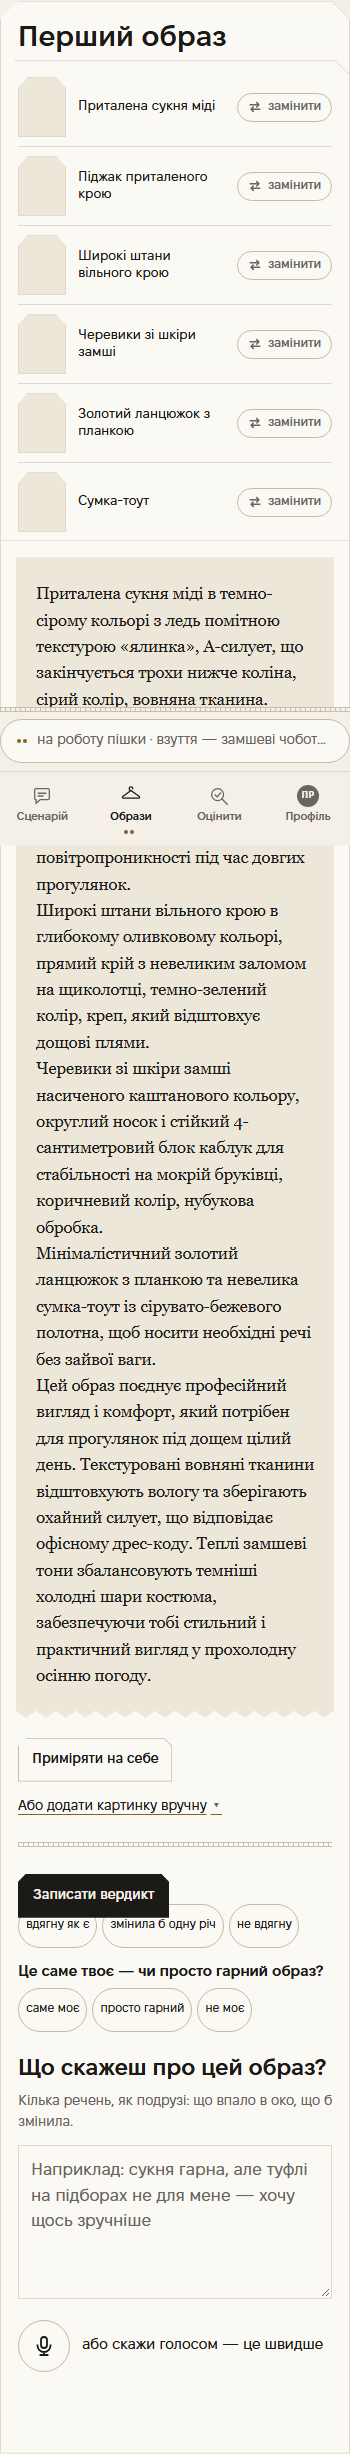 Перший образ
Приталена сукня міді
замінити
Піджак приталеного
крою
замінити
Широкі штани
вільного крою
замінити
Черевики зі шкіри
замші
замінити
Золотий ланцюжок з
планкою
замінити
Сумка-тоут
замінити
Приталена сукня міді в темно-
сірому кольорі з ледь помітною
текстурою «ялинка», А-силует, що
закінчується трохи нижче коліна,
сірий колір, вовняна тканина.
на роботу пішки · взуття — замшеві чобот...
Сценарій
Образи
Оцінити
ПР
Профіль
повітропроникності під час довгих
прогулянок.
Широкі штани вільного крою в
глибокому оливковому кольорі,
прямий крій з невеликим заломом
на щиколотці, темно-зелений
колір, креп, який відштовхує
дощові плями.
Черевики зі шкіри замші
насиченого каштанового кольору,
округлий носок і стійкий 4-
сантиметровий блок каблук для
стабільності на мокрій бруківці,
коричневий колір, нубукова
обробка.
Мінімалістичний золотий
ланцюжок з планкою та невелика
сумка-тоут із сірувато-бежевого
полотна, щоб носити необхідні речі
без зайвої ваги.
Цей образ поєднує професійний
вигляд і комфорт, який потрібен
для прогулянок під дощем цілий
день. Текстуровані вовняні тканини
відштовхують вологу та зберігають
охайний силует, що відповідає
офісному дрес-коду. Теплі замшеві
тони збалансовують темніші
холодні шари костюма,
забезпечуючи тобі стильний і
практичний вигляд у прохолодну
осінню погоду.
Приміряти на себе
Або додати картинку вручну
Записати вердикт
вдягну як є
змінила б одну річ
не вдягну
Це саме твоє — чи просто гарний образ?
саме моє
просто гарний
не моє
Що скажеш про цей образ?
Кілька речень, як подрузі: що впало в око, що б
змінила.
Наприклад: сукня гарна, але туфлі
на підборах не для мене — хочу
щось зручніше
або скажи голосом — це швидше